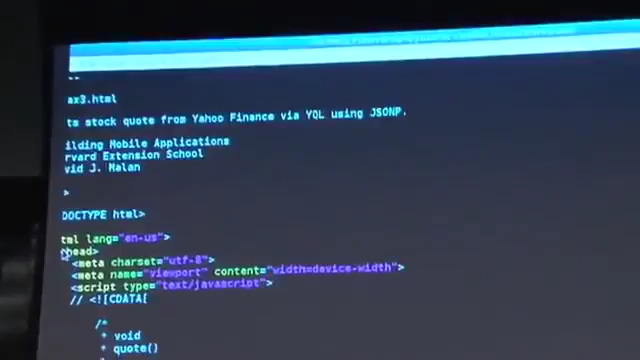 --
ax3.html
ts stock quote from Yahoo Finance via YQL using JSONP.
ilding Mobile Applications
rvard Extension School
vid J. Malan
>
DOCTYPE html>
tml lang="en-us">
head>
<meta charset="utf-8">
<meta name="viewport" content="width=device-width">
<script type="text/javascript">
// <![CDATA[
/*
* void
* quote()